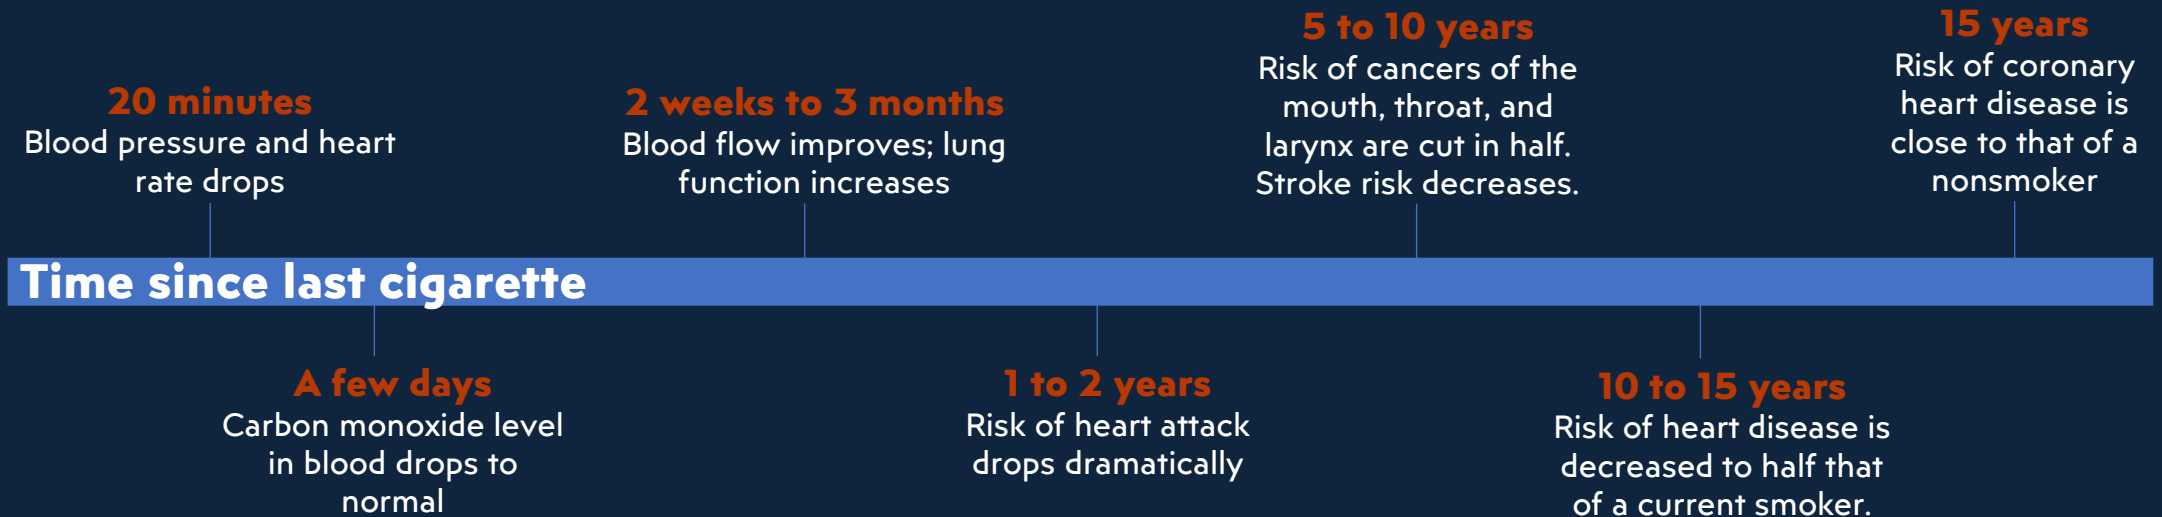 20 minutes
Blood pressure and heart
rate drops
2 weeks to 3 months
Blood flow improves; lung
function increases
5 to 10 years
Risk of cancers of the
mouth, throat, and
larynx are cut in half.
Stroke risk decreases.
15 years
Risk of coronary
heart disease is
close to that of a
nonsmoker
Time since last cigarette
A few days
Carbon monoxide level
in blood drops to
normal
1 to 2 years
Risk of heart attack
drops dramatically
10 to 15 years
Risk of heart disease is
decreased to half that
of a current smoker.